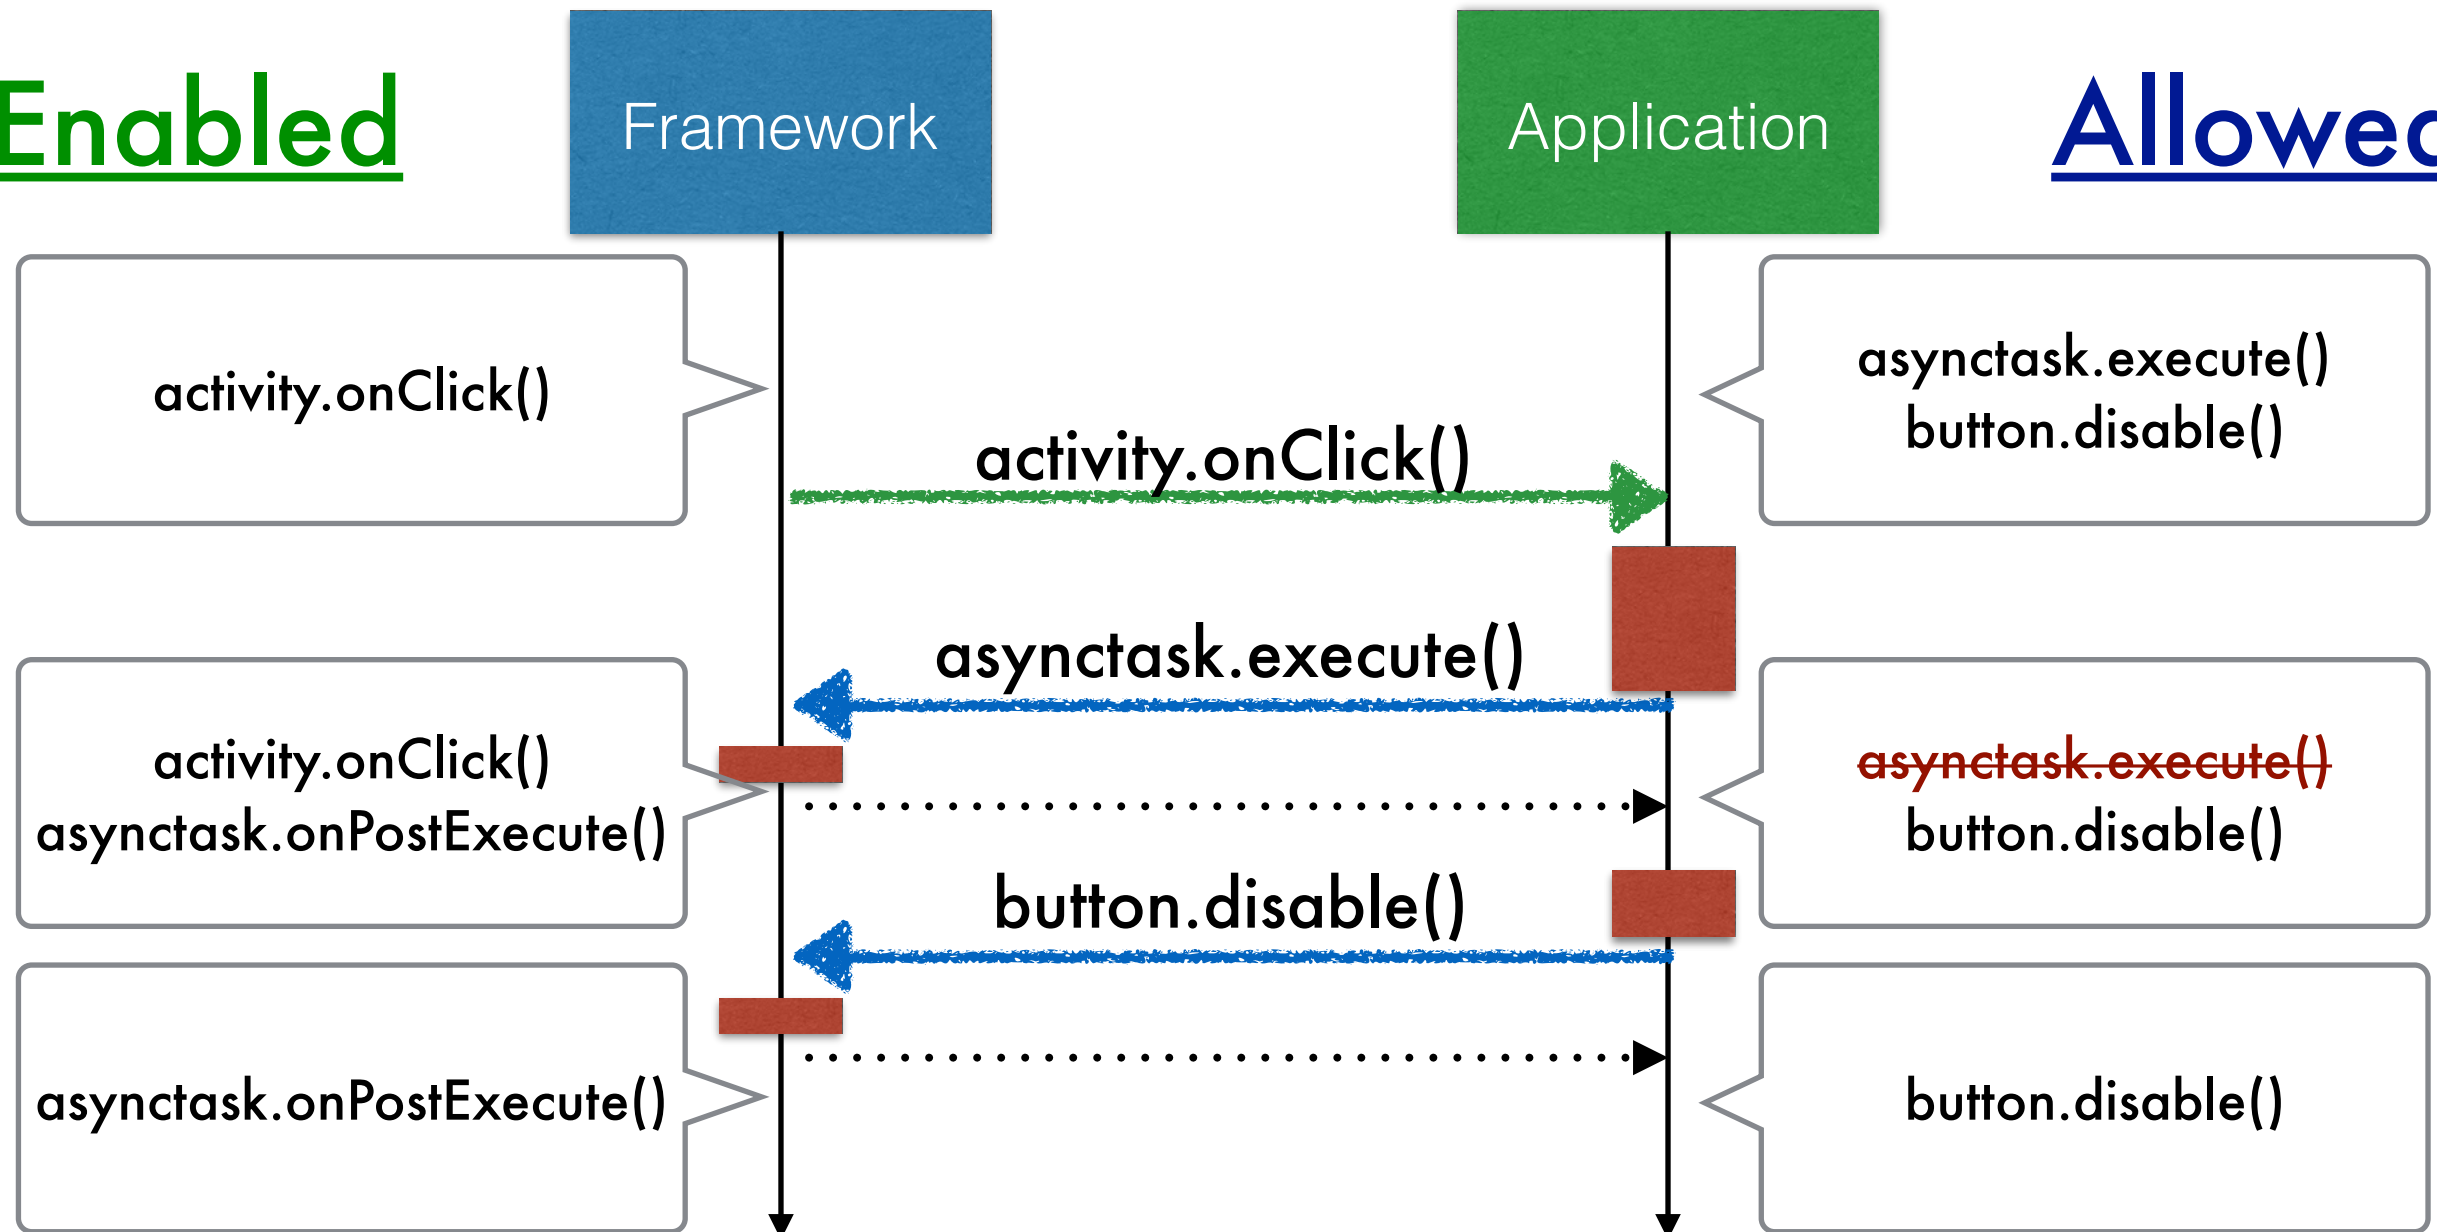 Enabled
Framework
Application
Allowed
activity.onClick()
asynctask.execute()
button.disable()
activity.onClick()
asynctask.execute()
activity.onClick()
asynctask.onPostExecute()
asynctask.execute()
button.disable()
button.disable()
asynctask.onPostExecute()
button.disable()